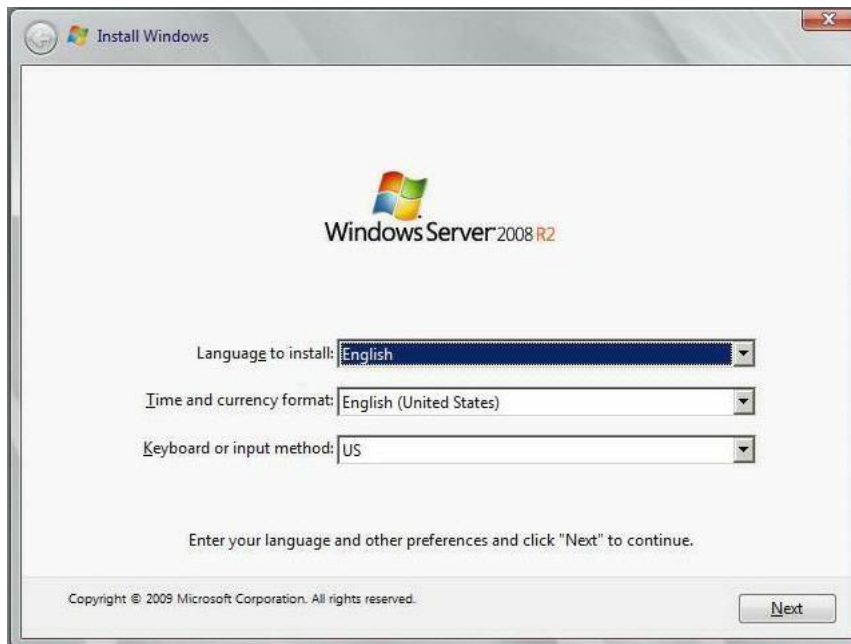 Install Windows
Windows Server 2008 R2
Language to install: English
Time and currency format: English (United States)
Keyboard or input method: US
Enter your language and other preferences and click "Next" to continue.
Copyright © 2009 Microsoft Corporation. All rights reserved.
Next